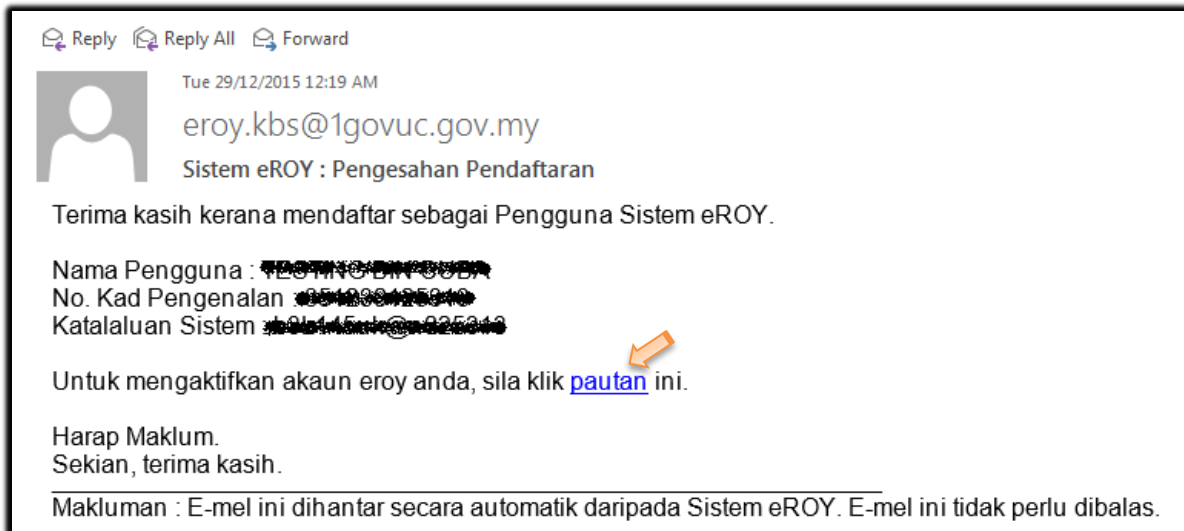 Reply Reply All Forward
Tue 29/12/2015 12:19 AM
eroy.kbs@1govuc.gov.my
Sistem eROY : Pengesahan Pendaftaran
Terima kasih kerana mendaftar sebagai Pengguna Sistem eROY.
Nama Pengguna :
No. Kad Pengenalan :
Katalaluan Sistem :
Untuk mengaktifkan akaun eroy anda, sila klik pautan ini.
Harap Maklum.
Sekian, terima kasih.
Makluman : E-mel ini dihantar secara automatik daripada Sistem eROY. E-mel ini tidak perlu dibalas.